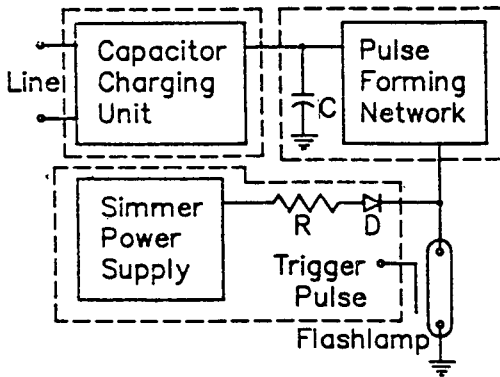 Capacitor
Charging
Unit
Line
C
Pulse
Forming
Network
Simmer
Power
Supply
R
D
Trigger
Pulse
Flashlamp